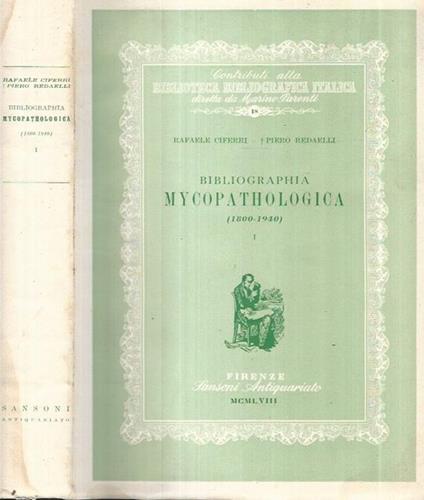 RAFAELE CIFERRI
† PIERO REDAELLI
BIBLIOGRAPHIA
MYCOPATHOLOGICA
(1800-1940)
I
SANSONI
ANTIQUARIATO
Contributi alla
BIBLIOTECA BIBLIOGRAFICA ITALICA
diretta da Marino Parenti
18
RAFAELE CIFERRI - † PIERO REDAELLI
BIBLIOGRAPHIA
MYCOPATHOLOGICA
(1800-1940)
I
FIRENZE
Sansoni Antiquariato
MCMLVIII